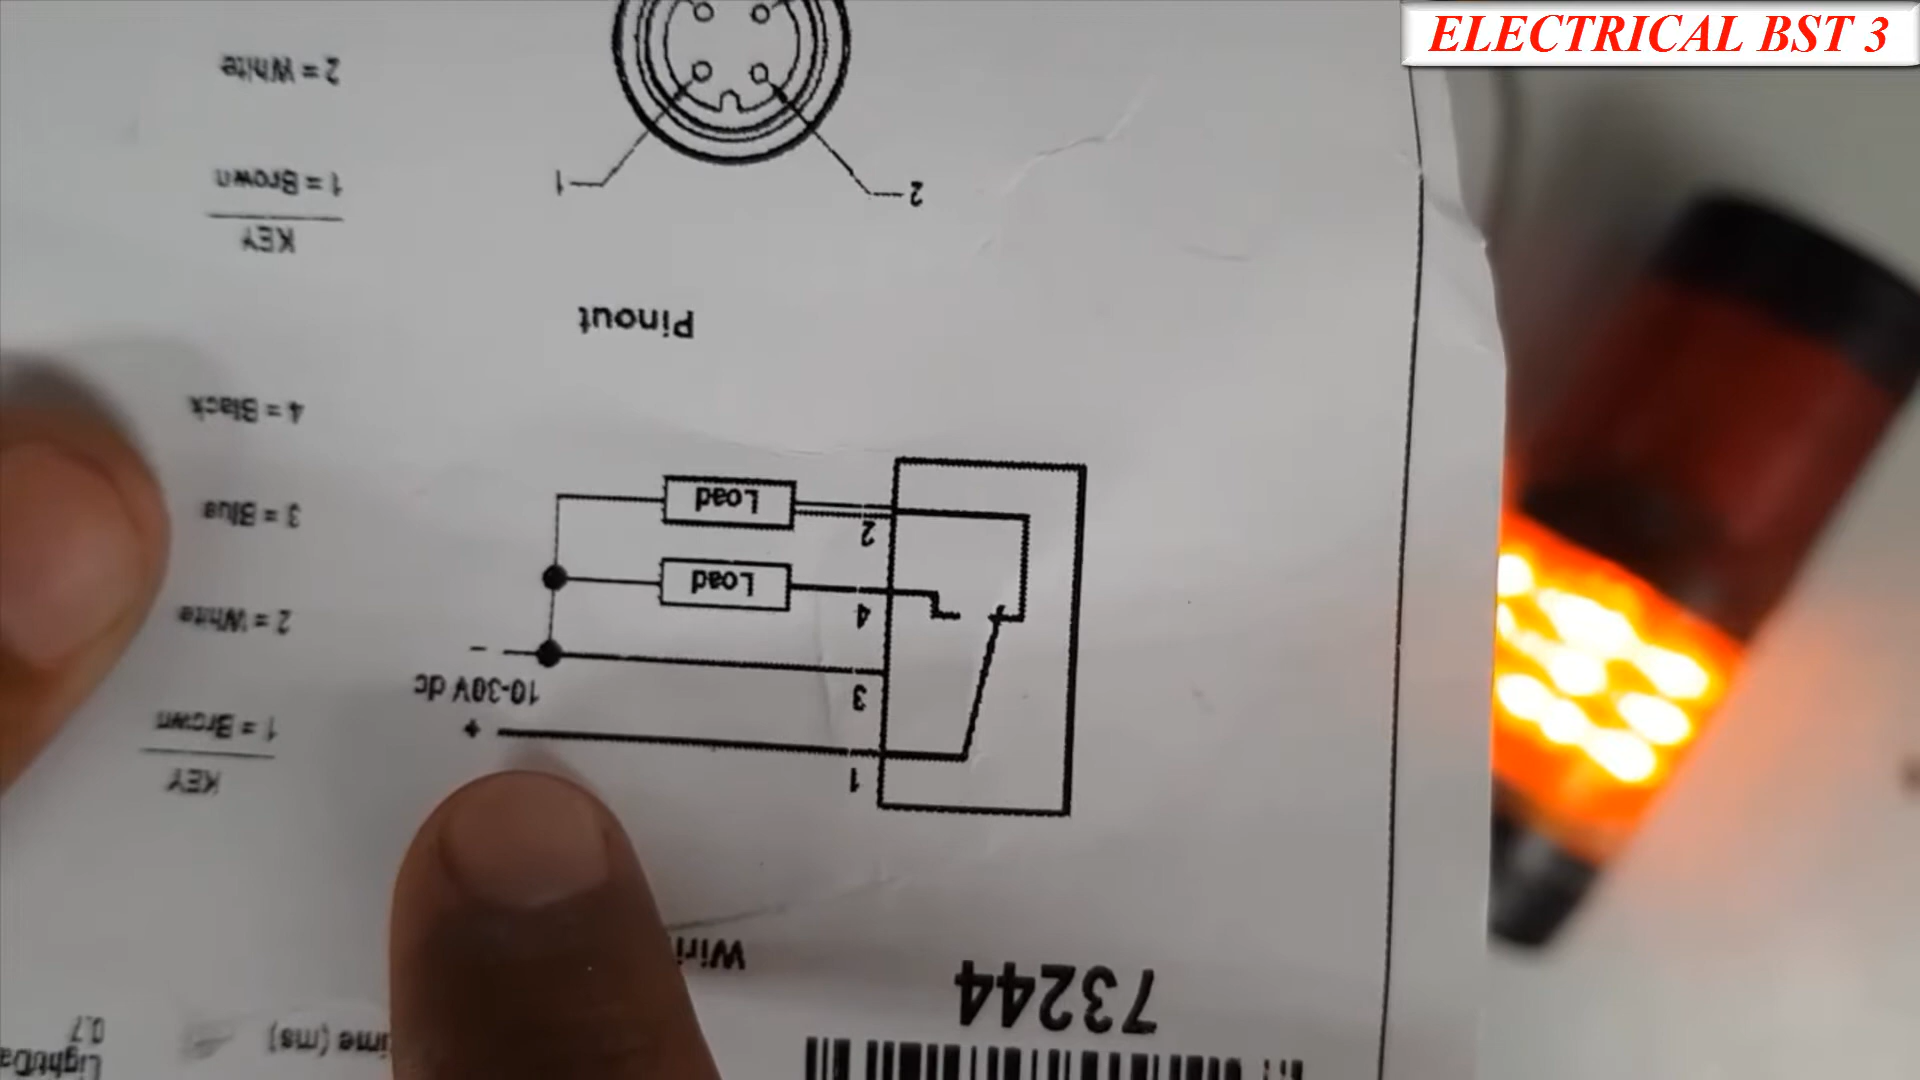 ELECTRICAL BST 3
73244
(ms)
0.7
1
+
3
10-30V dc
-
4
Load
2
Load
KEY
1 = Brown
2 = White
3 = Blue
4 = Black
Pinout
2
1
KEY
1 = Brown
2 = White